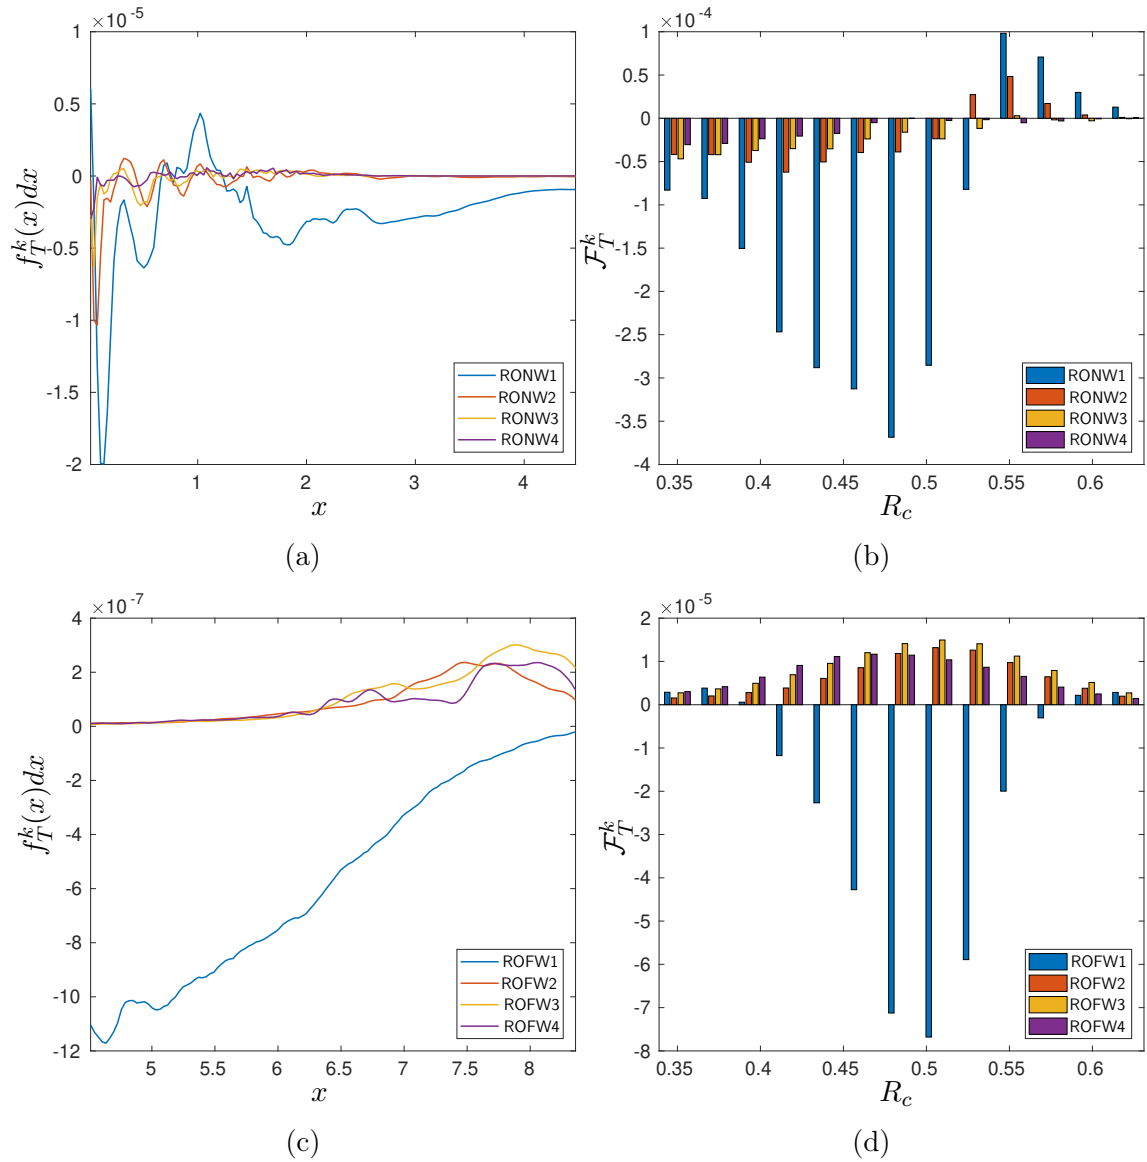 ×10^-5
1
0.5
0
-0.5
-1
-1.5
-2
f_T^k(x)dx
1 2 3 4
x
RONW1
RONW2
RONW3
RONW4
(a)
×10^-4
1
0.5
0
-0.5
-1
-1.5
-2
-2.5
-3
-3.5
-4
F_T^k
0.35 0.4 0.45 0.5 0.55 0.6
R_c
RONW1
RONW2
RONW3
RONW4
(b)
×10^-7
4
2
0
-2
-4
-6
-8
-10
-12
f_T^k(x)dx
5 5.5 6 6.5 7 7.5 8
x
ROFW1
ROFW2
ROFW3
ROFW4
(c)
×10^-5
2
1
0
-1
-2
-3
-4
-5
-6
-7
-8
F_T^k
0.35 0.4 0.45 0.5 0.55 0.6
R_c
ROFW1
ROFW2
ROFW3
ROFW4
(d)